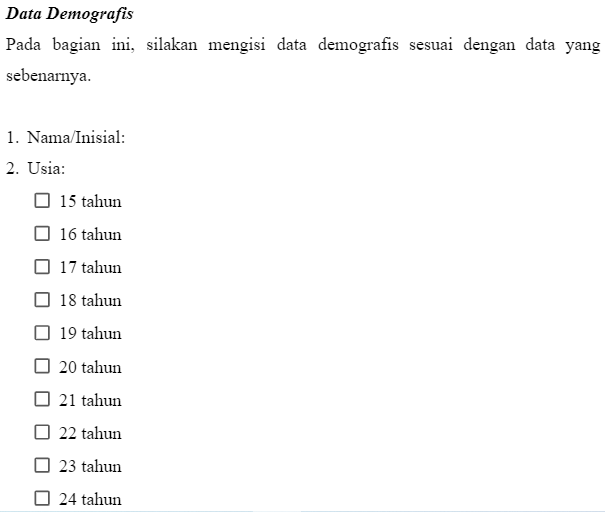 Data Demografis
Pada bagian ini, silakan mengisi data demografis sesuai dengan data yang
sebenarnya.
1. Nama/Inisial:
2. Usia:
15 tahun
16 tahun
17 tahun
18 tahun
19 tahun
20 tahun
21 tahun
22 tahun
23 tahun
24 tahun